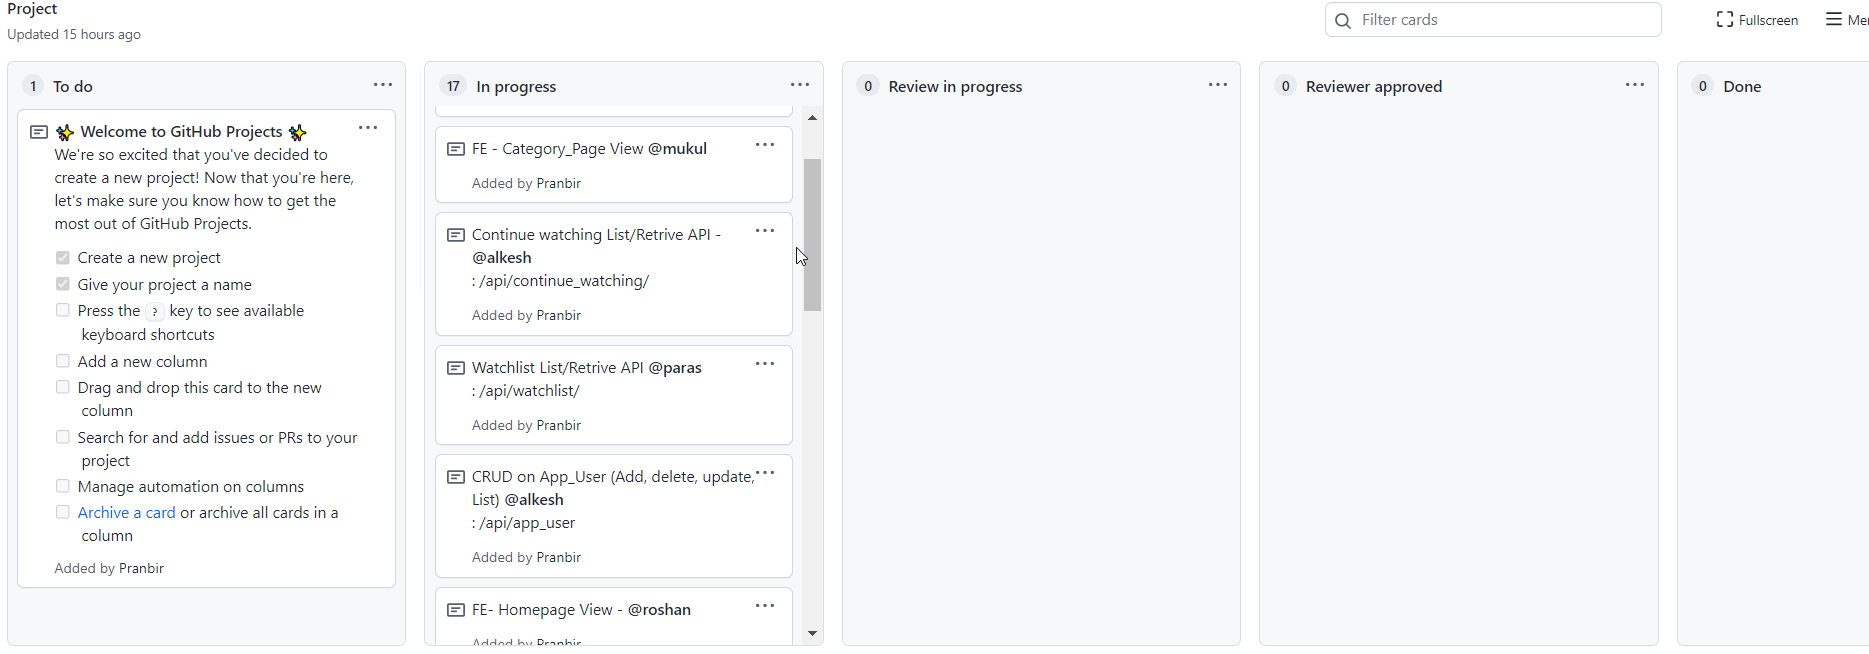 Project
Updated 15 hours ago
Filter cards
Fullscreen
1 To do
✨ Welcome to GitHub Projects ✨
We're so excited that you've decided to
create a new project! Now that you're here,
let's make sure you know how to get the
most out of GitHub Projects.
Create a new project
Give your project a name
Press the ? key to see available
keyboard shortcuts
Add a new column
Drag and drop this card to the new
column
Search for and add issues or PRs to your
project
Manage automation on columns
Archive a card or archive all cards in a
column
Added by Pranbir
17 In progress
FE - Category_Page View @mukul
Added by Pranbir
Continue watching List/Retrive API -
@alkesh
: /api/continue_watching/
Added by Pranbir
Watchlist List/Retrive API @paras
: /api/watchlist/
Added by Pranbir
CRUD on App_User (Add, delete, update,
List) @alkesh
: /api/app_user
Added by Pranbir
FE- Homepage View - @roshan
Added by Pranbir
0 Review in progress
0 Reviewer approved
0 Done